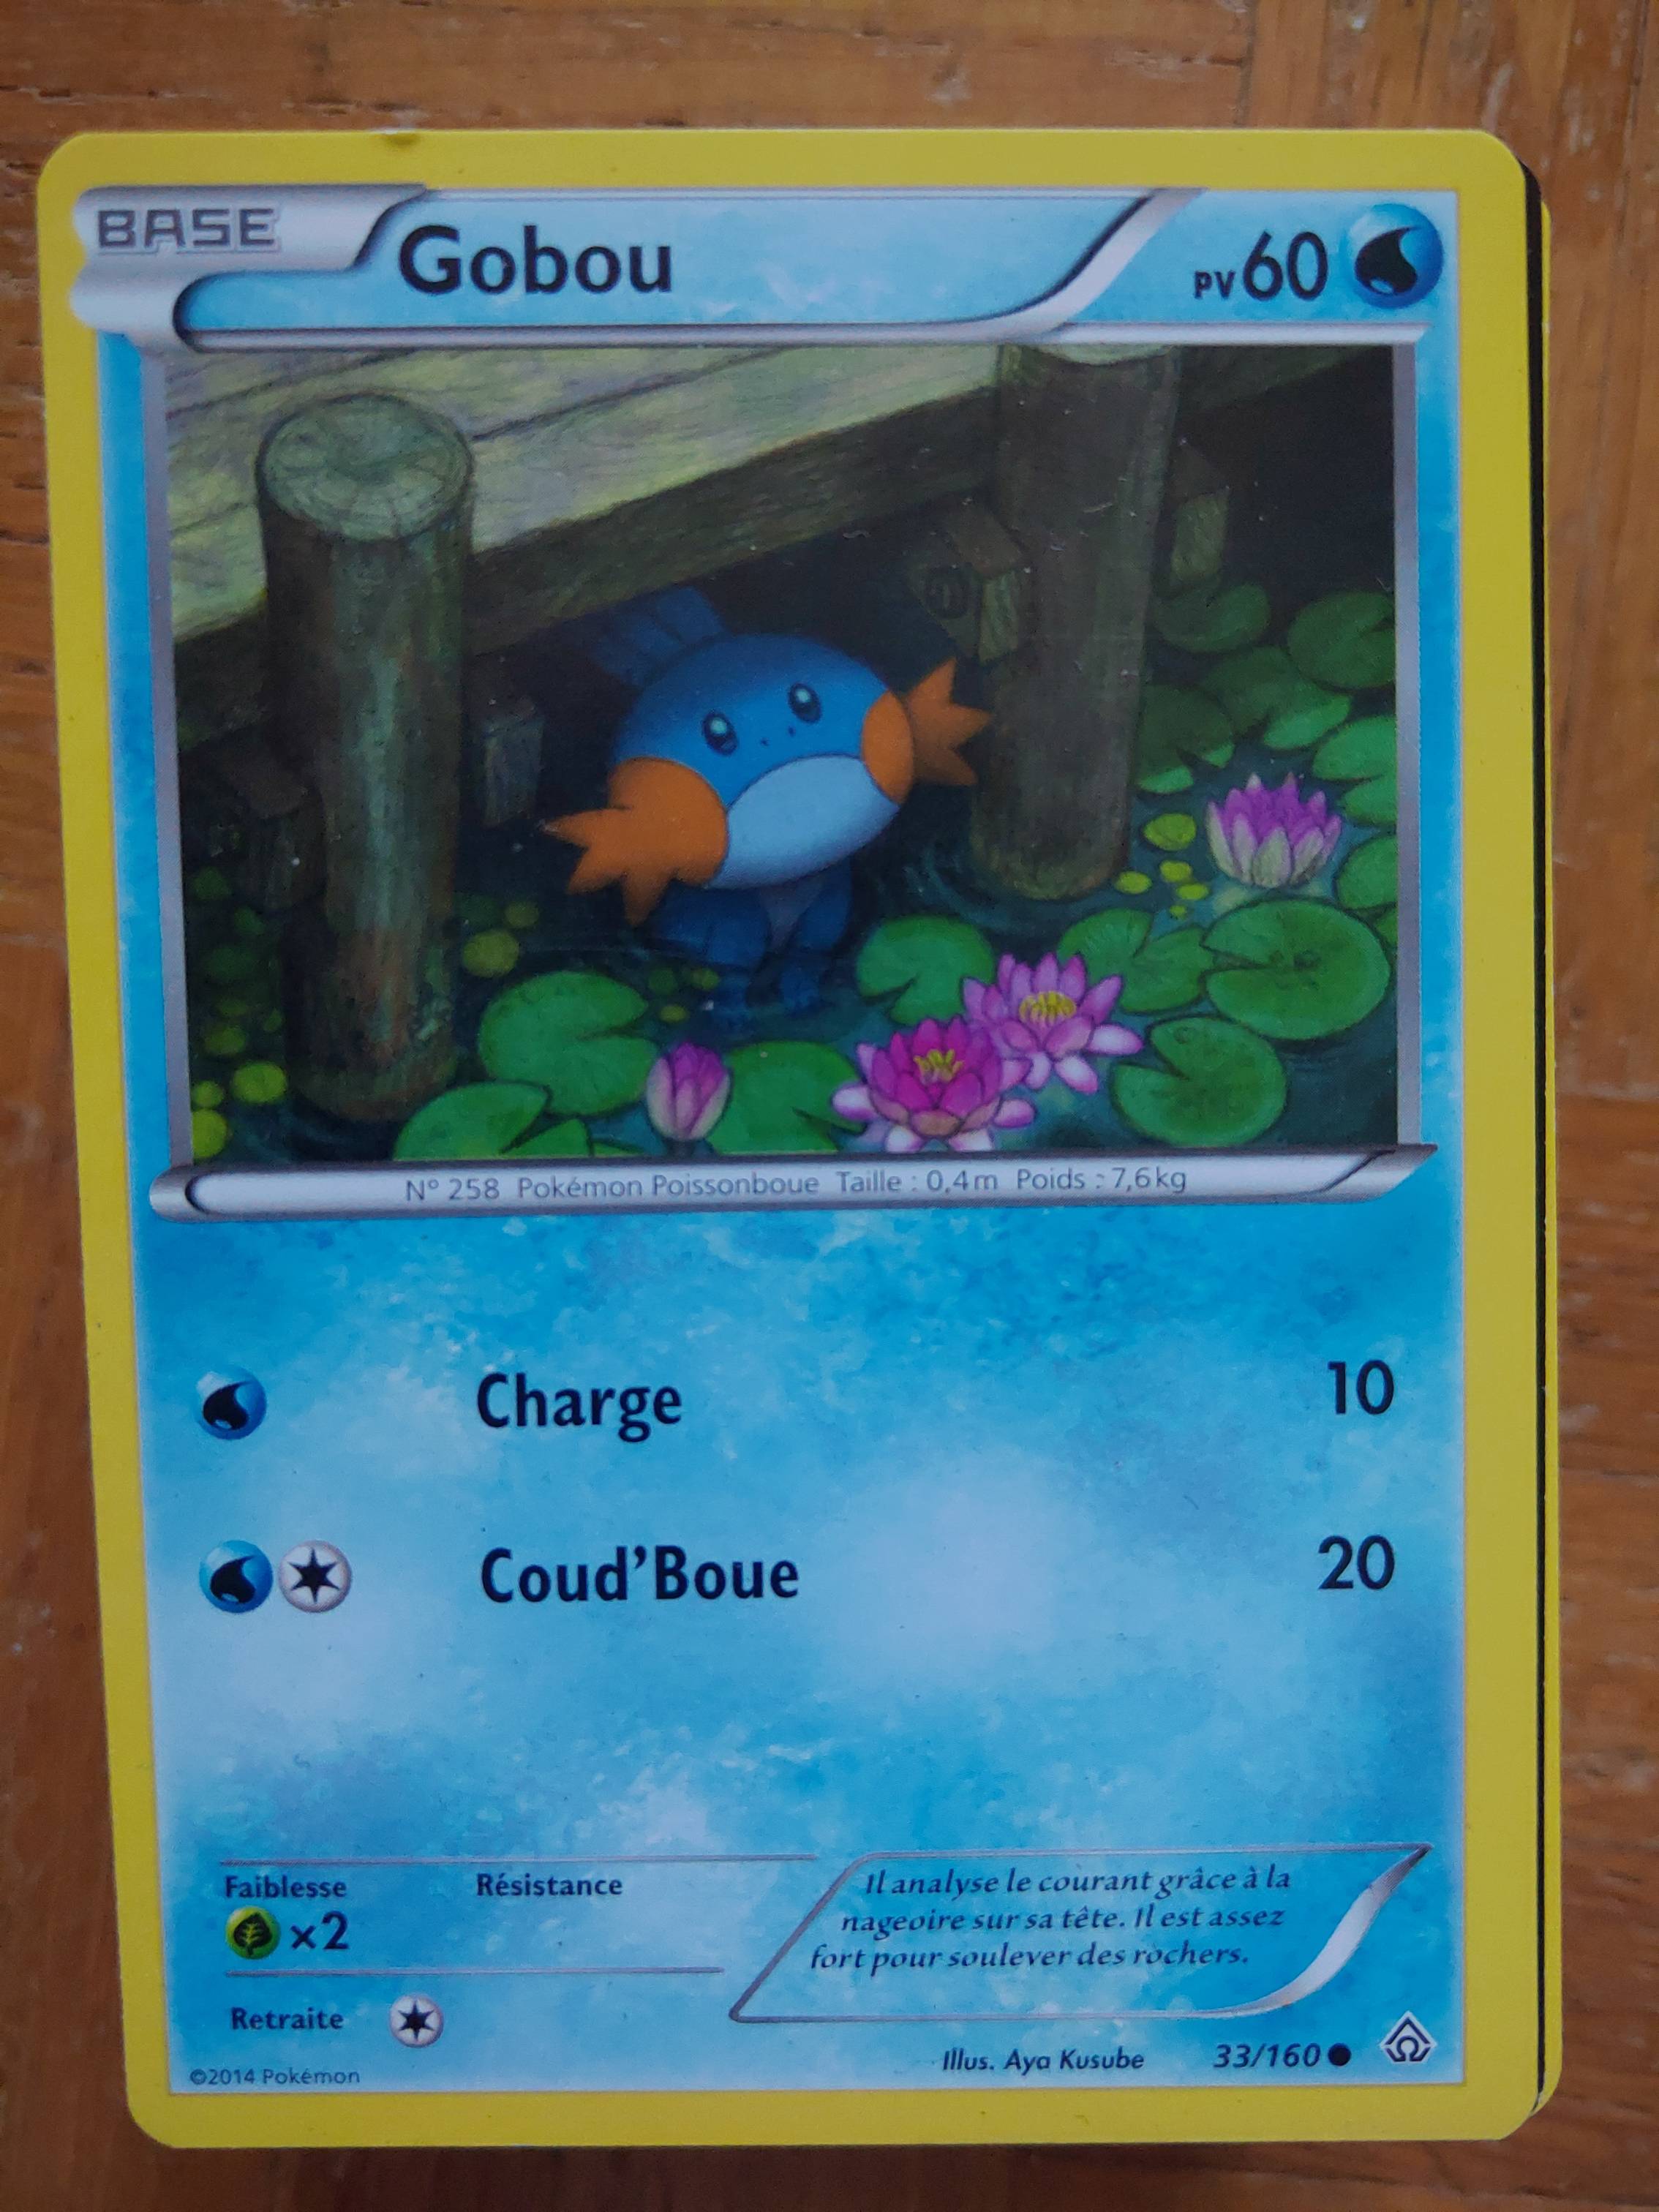 BASE
Gobou
PV60
N° 258 Pokémon Poissonboue Taille : 0,4m Poids : 7,6kg
Charge 10
Coud'Boue 20
Faiblesse Résistance
x2
Il analyse le courant grâce à la
nageoire sur sa tête. Il est assez
fort pour soulever des rochers.
Retraite
Illus. Aya Kusube 33/160
©2014 Pokémon